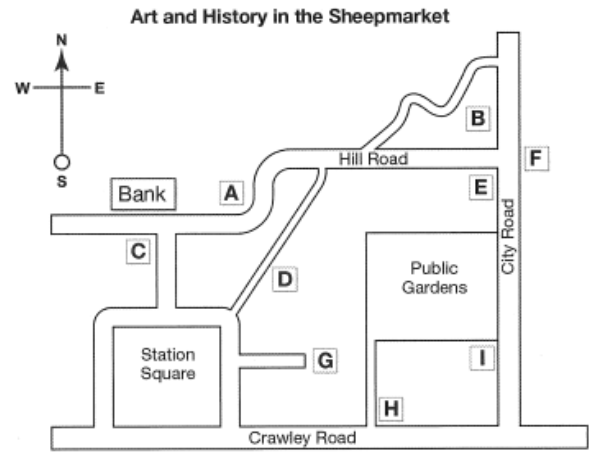 Art and History in the Sheepmarket
N
W E
S
B
Hill Road
F
Bank
A
E
City Road
C
D
Public
Gardens
Station
Square
G
I
H
Crawley Road